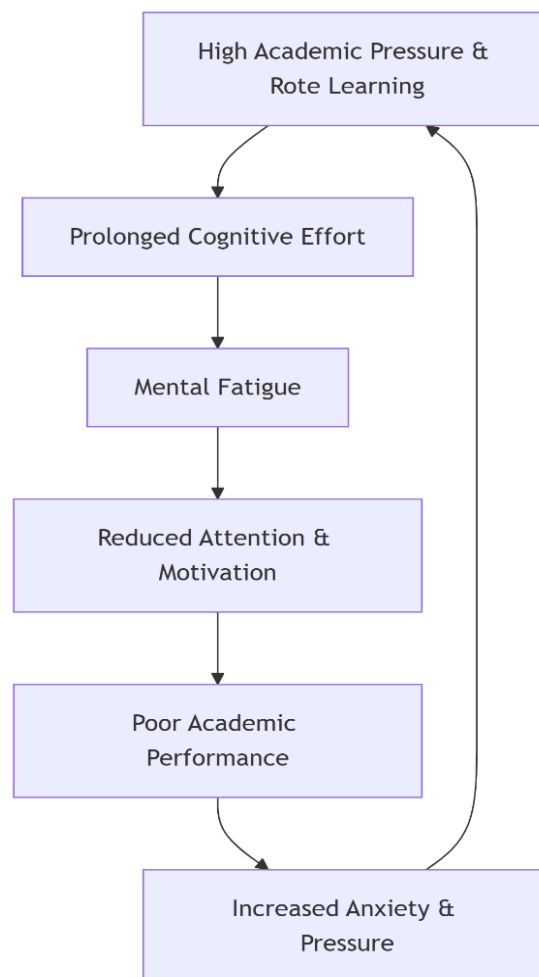 High Academic Pressure &
Rote Learning
Prolonged Cognitive Effort
Mental Fatigue
Reduced Attention &
Motivation
Poor Academic
Performance
Increased Anxiety &
Pressure